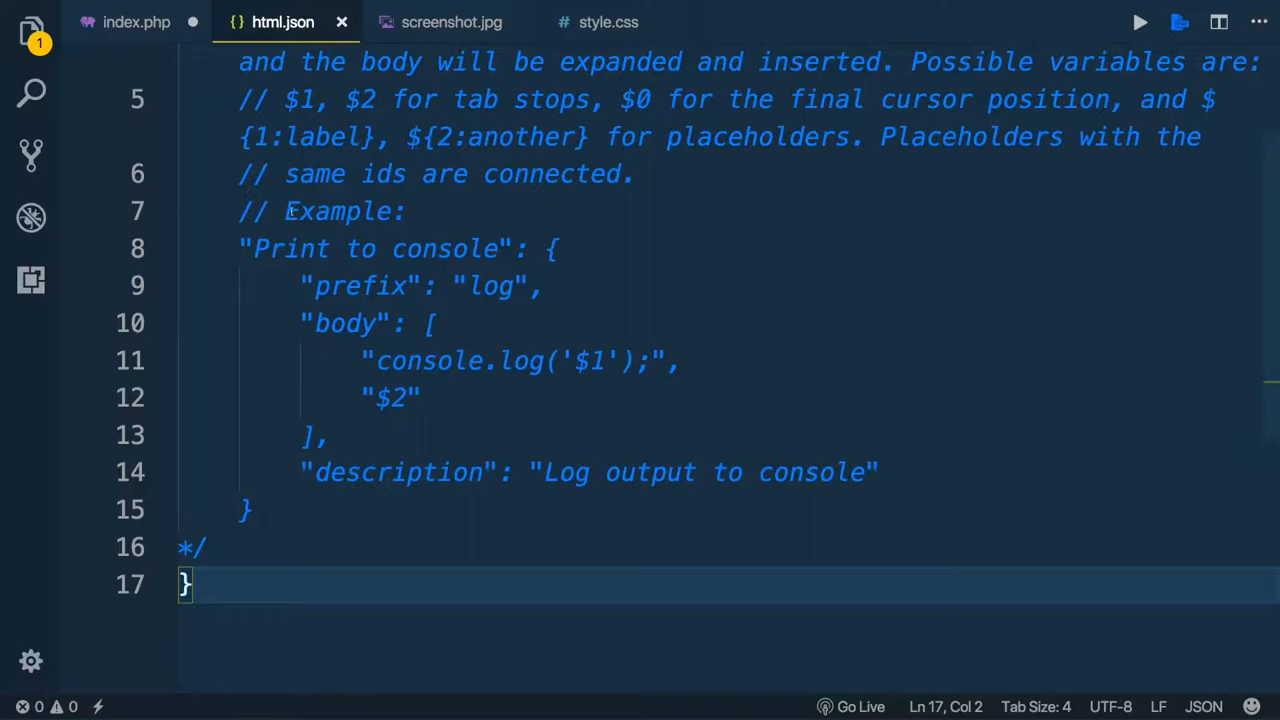 index.php
html.json
screenshot.jpg
# style.css
and the body will be expanded and inserted. Possible variables are:
5 // $1, $2 for tab stops, $0 for the final cursor position, and $
{1:label}, ${2:another} for placeholders. Placeholders with the
6 // same ids are connected.
7 // Example:
8 "Print to console": {
9 "prefix": "log",
10 "body": [
11 "console.log('$1');",
12 "$2"
13 ],
14 "description": "Log output to console"
15 }
16 */
17 }
1
0 0 Go Live Ln 17, Col 2 Tab Size: 4 UTF-8 LF JSON